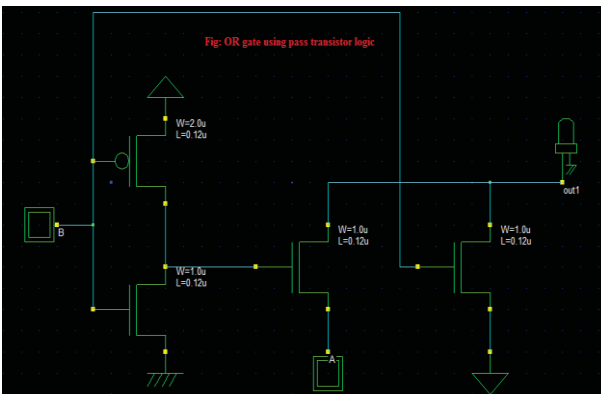 Fig: OR gate using pass transistor logic
W=2.0u
L=0.12u
out1
B
W=1.0u
L=0.12u
W=1.0u
L=0.12u
W=1.0u
L=0.12u
A